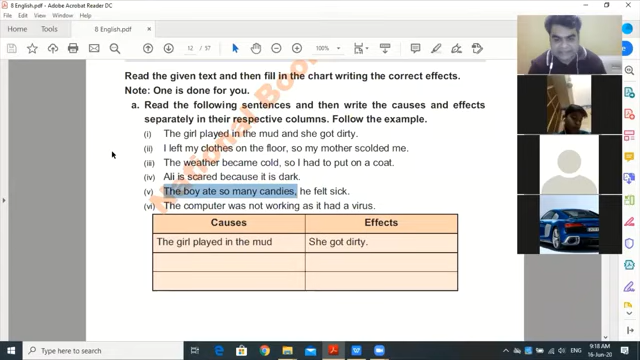 8 English.pdf - Adobe Acrobat Reader DC
File Edit View Window Help
Home Tools 8 English.pdf ×
12 / 57 100%
Read the given text and then fill in the chart writing the correct effects.
Note: One is done for you.
a. Read the following sentences and then write the causes and effects
separately in their respective columns. Follow the example.
(i) The girl played in the mud and she got dirty.
(ii) I left my clothes on the floor, so my mother scolded me.
(iii) The weather became cold, so I had to put on a coat.
(iv) Ali is scared because it is dark.
(v) The boy ate so many candies, he felt sick.
(vi) The computer was not working as it had a virus.
Causes Effects
The girl played in the mud She got dirty.
National Boo
Type here to search
9:18 AM
16-Jun-20